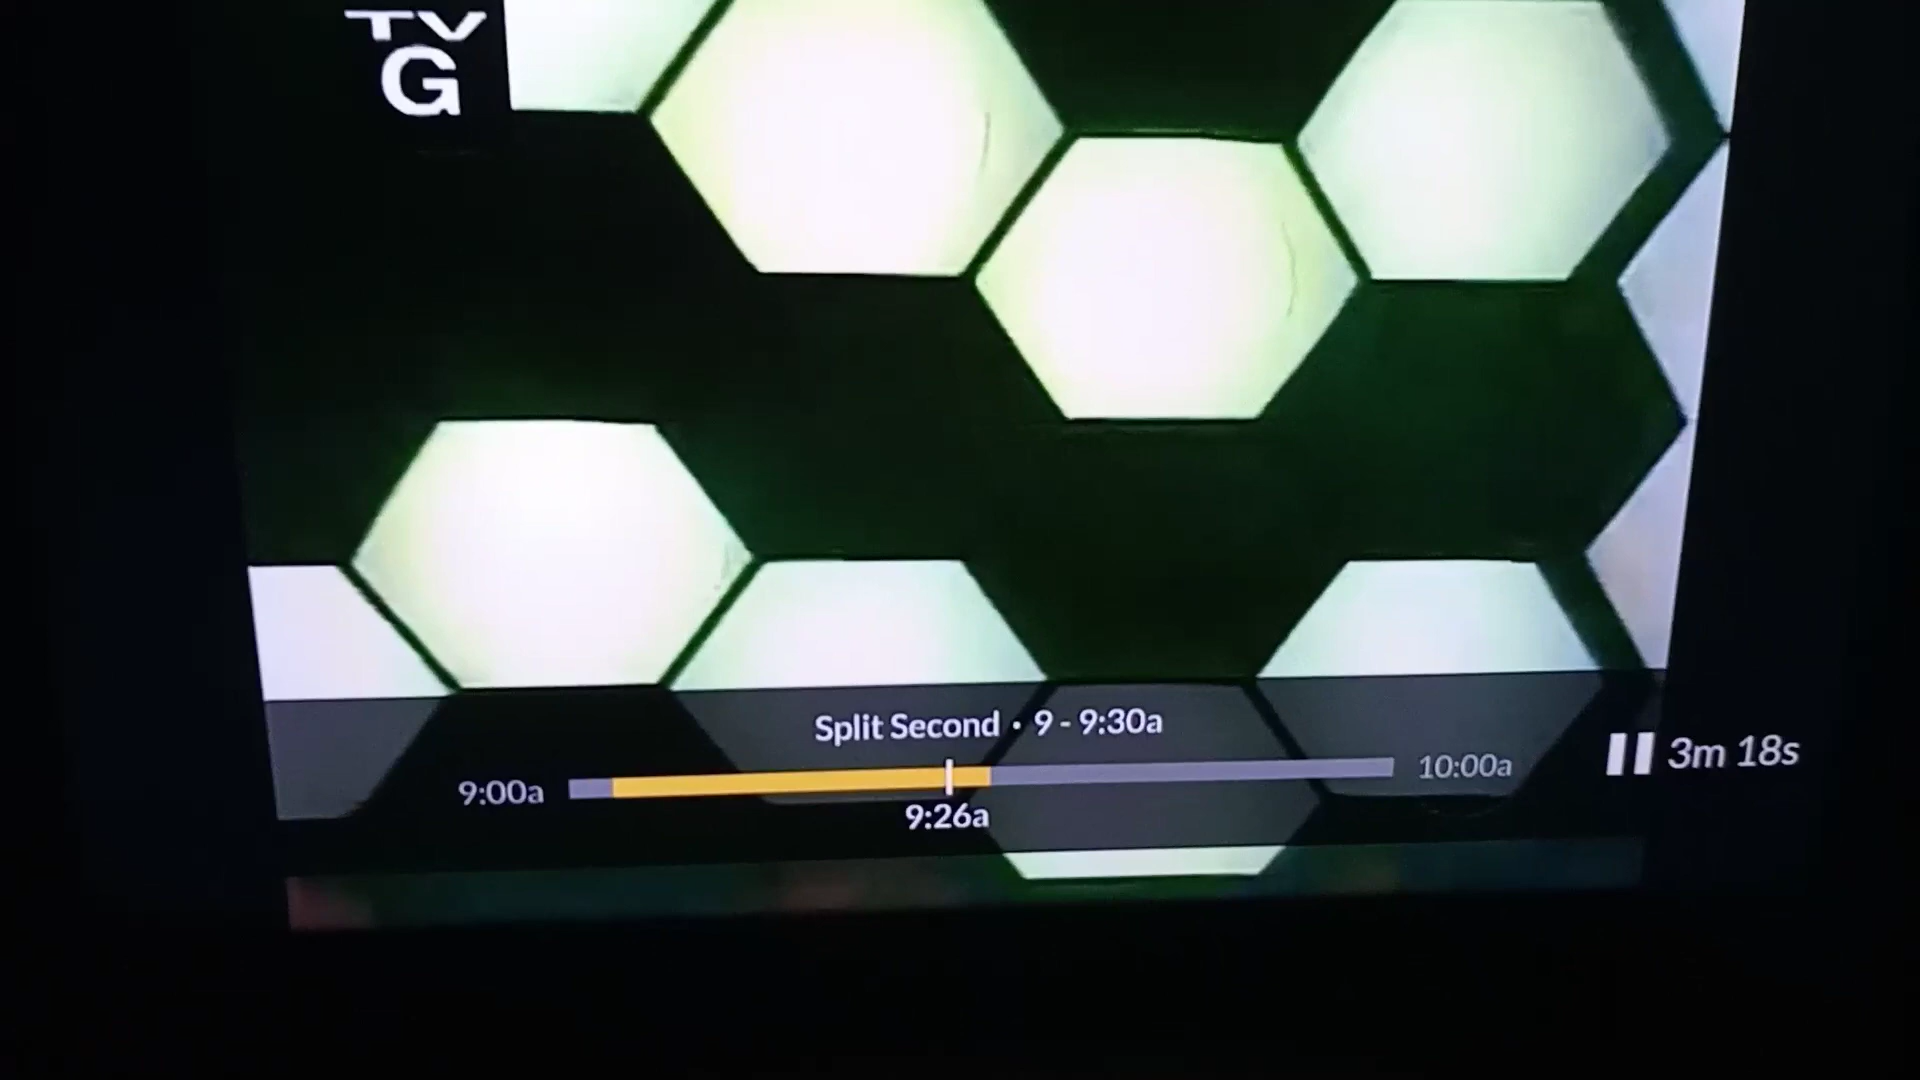 TV
G
Split Second · 9 - 9:30a
9:00a
10:00a
3m 18s
9:26a